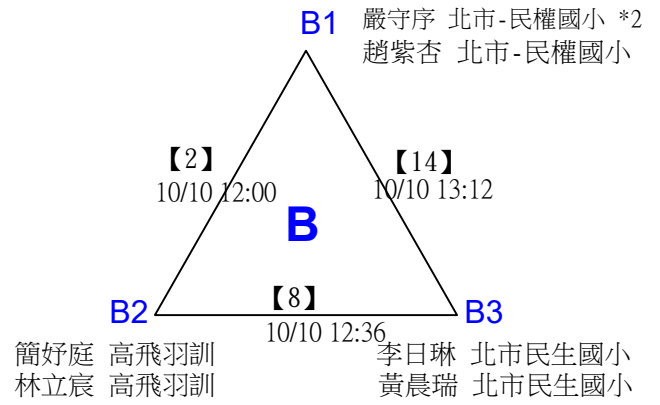 B1 嚴守序 北市-民權國小 *2
趙紫杏 北市-民權國小
【2】 【14】
10/10 12:00 10/10 13:12
B
【8】
B2 B3
10/10 12:36
簡妤庭 高飛羽訓 李日琳 北市民生國小
林立宸 高飛羽訓 黃晨瑞 北市民生國小